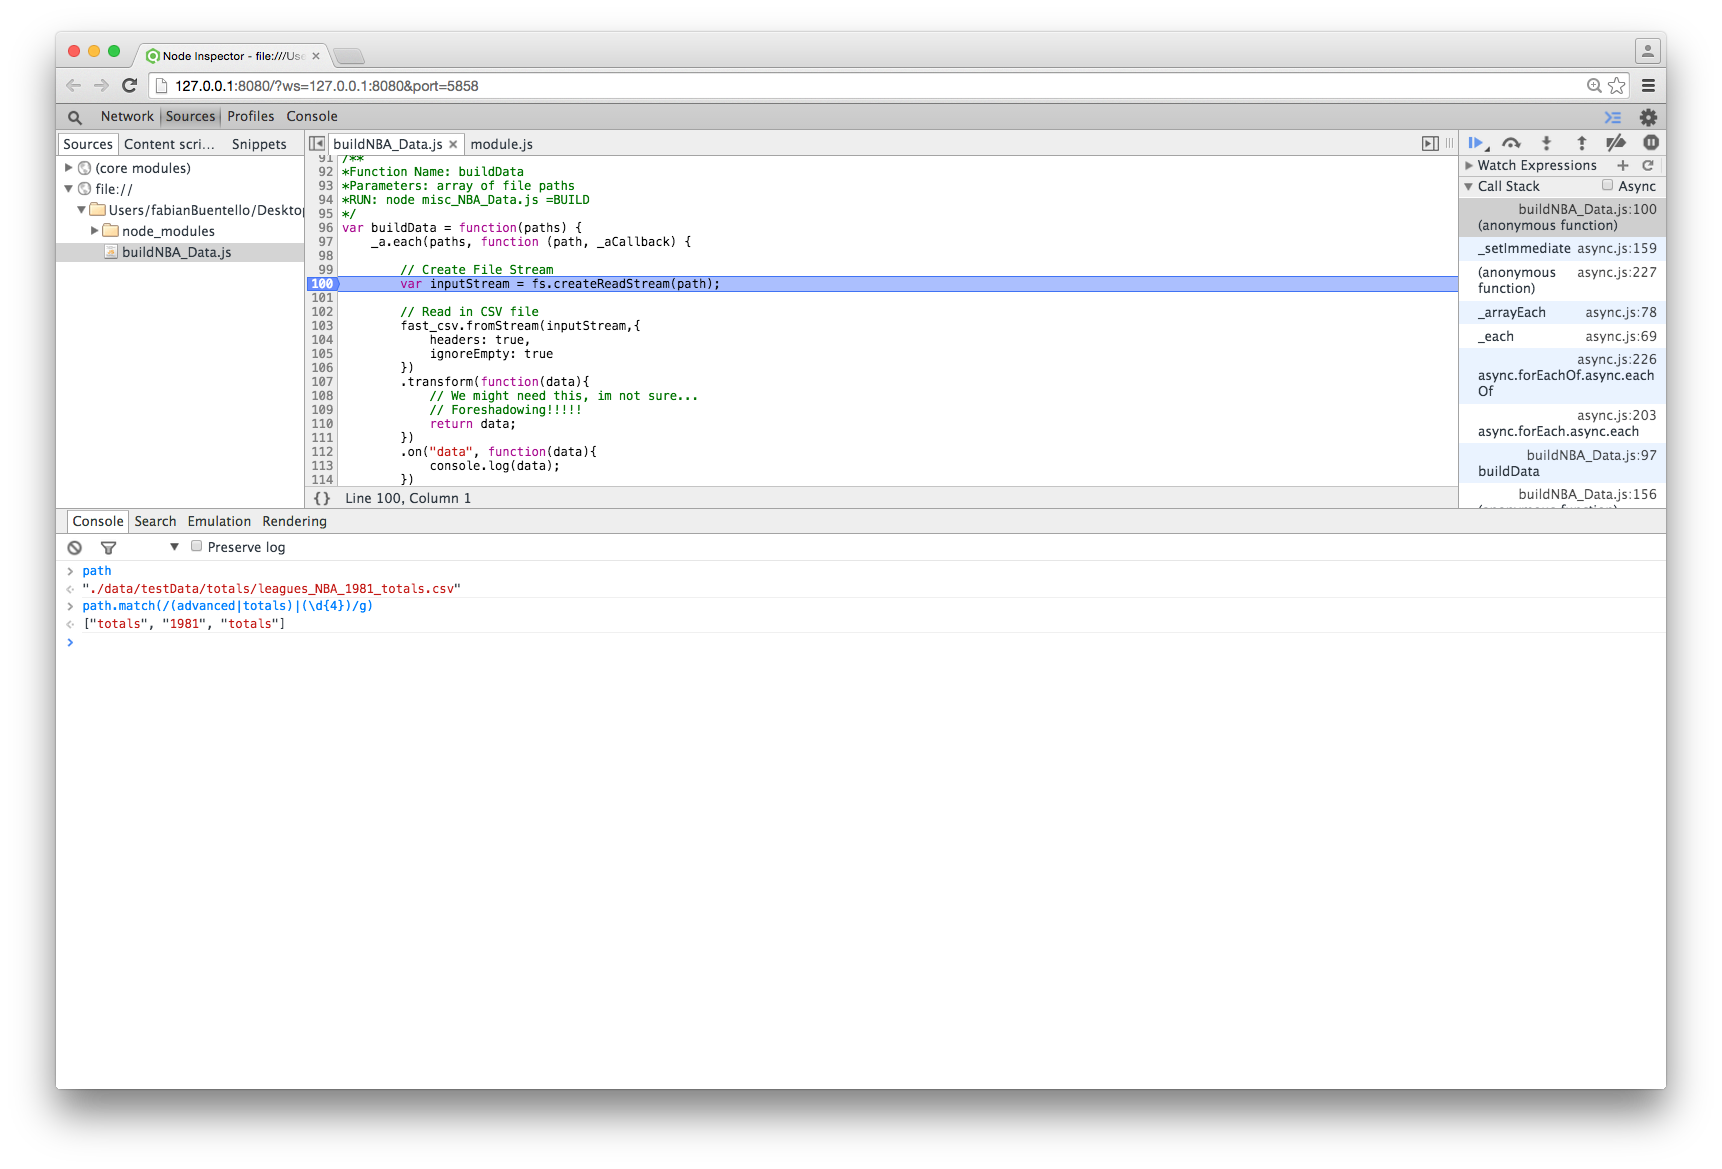 Node Inspector - file:///Use
127.0.0.1:8080/?ws=127.0.0.1:8080&port=5858
Network Sources Profiles Console
Sources Content scri... Snippets
(core modules)
file://
Users/fabianBuentello/Deskto
node_modules
buildNBA_Data.js
buildNBA_Data.js module.js
91 /**
92 *Function Name: buildData
93 *Parameters: array of file paths
94 *RUN: node misc_NBA_Data.js =BUILD
95 */
96 var buildData = function(paths) {
97 _a.each(paths, function (path, _aCallback) {
98
99 // Create File Stream
100 var inputStream = fs.createReadStream(path);
101
102 // Read in CSV file
103 fast_csv.fromStream(inputStream,{
104 headers: true,
105 ignoreEmpty: true
106 })
107 .transform(function(data){
108 // We might need this, im not sure...
109 // Foreshadowing!!!!!
110 return data;
111 })
112 .on("data", function(data){
113 console.log(data);
114 })
{} Line 100, Column 1
Watch Expressions
Call Stack Async
buildNBA_Data.js:100
(anonymous function)
_setImmediate async.js:159
(anonymous async.js:227
function)
_arrayEach async.js:78
_each async.js:69
async.js:226
async.forEachOf.async.each
Of
async.js:203
async.forEach.async.each
buildNBA_Data.js:97
buildData
buildNBA_Data.js:156
(anonymous function)
Console Search Emulation Rendering
Preserve log
> path
"./data/testData/totals/leagues_NBA_1981_totals.csv"
> path.match(/(advanced|totals)|(\d{4})/g)
["totals", "1981", "totals"]
>